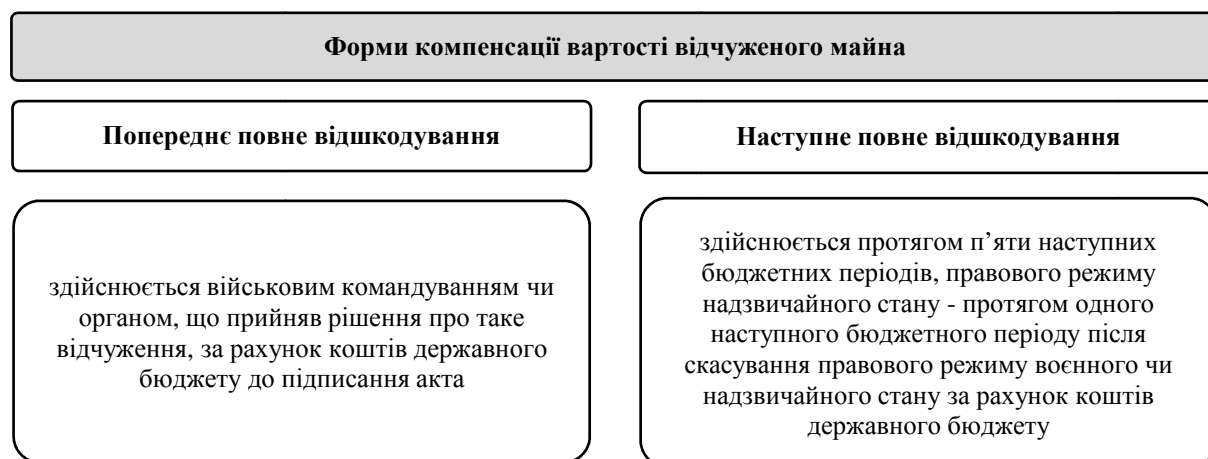 Форми компенсації вартості відчуженого майна
Попереднє повне відшкодування
Наступне повне відшкодування
здійснюється військовим командуванням чи
органом, що прийняв рішення про таке
відчуження, за рахунок коштів державного
бюджету до підписання акта
здійснюється протягом п’яти наступних
бюджетних періодів, правового режиму
надзвичайного стану - протягом одного
наступного бюджетного періоду після
скасування правового режиму воєнного чи
надзвичайного стану за рахунок коштів
державного бюджету